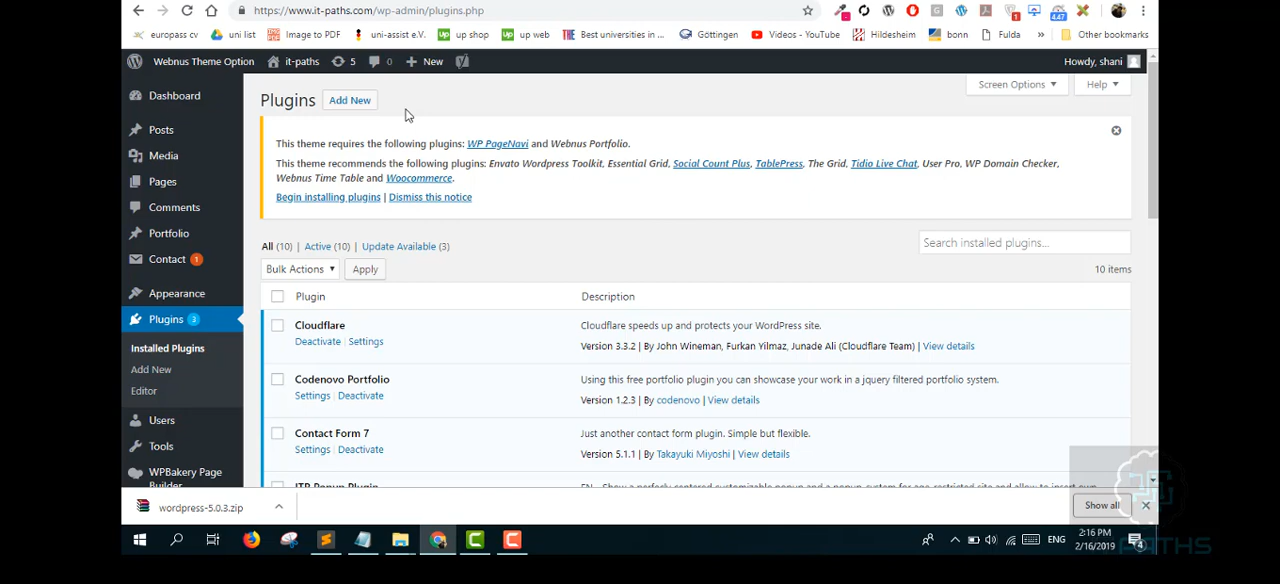 https://www.it-paths.com/wp-admin/plugins.php
4.47
europass cv uni list Image to PDF uni-assist e.V. up shop up web Best universities in ... Göttingen Videos - YouTube Hildesheim bonn Fulda » Other bookmarks
Webnus Theme Option it-paths 5 0 + New Howdy, shani
Screen Options ▼ Help ▼
Plugins Add New
This theme requires the following plugins: WP PageNavi and Webnus Portfolio.
This theme recommends the following plugins: Envato Wordpress Toolkit, Essential Grid, Social Count Plus, TablePress, The Grid, Tidio Live Chat, User Pro, WP Domain Checker,
Webnus Time Table and Woocommerce.
Begin installing plugins | Dismiss this notice
Dashboard
Posts
Media
Pages
Comments
Portfolio
Contact 1
Appearance
Plugins 3
Installed Plugins
Add New
Editor
Users
Tools
WPBakery Page
Builder
All (10) | Active (10) | Update Available (3)
Search installed plugins...
Bulk Actions ▼ Apply
10 items
Plugin Description
Cloudflare
Deactivate | Settings
Cloudflare speeds up and protects your WordPress site.
Version 3.3.2 | By John Wineman, Furkan Yilmaz, Junade Ali (Cloudflare Team) | View details
Codenovo Portfolio
Settings | Deactivate
Using this free portfolio plugin you can showcase your work in a jquery filtered portfolio system.
Version 1.2.3 | By codenovo | View details
Contact Form 7
Settings | Deactivate
Just another contact form plugin. Simple but flexible.
Version 5.1.1 | By Takayuki Miyoshi | View details
wordpress-5.0.3.zip
Show all
ENG
2:16 PM
2/16/2019
4